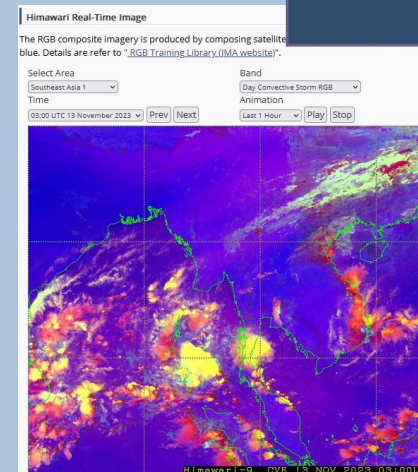 Himawari Real-Time Image
The RGB composite imagery is produced by composing satellite
blue. Details are refer to " RGB Training Library (JMA website)".
Select Area
Band
Southeast Asia 1
Day Convective Storm RGB
Time
Animation
03:00 UTC 13 November 2023
Prev
Next
Last 1 Hour
Play
Stop
Himawari-9 CVE 13 NOV 2023 03:00